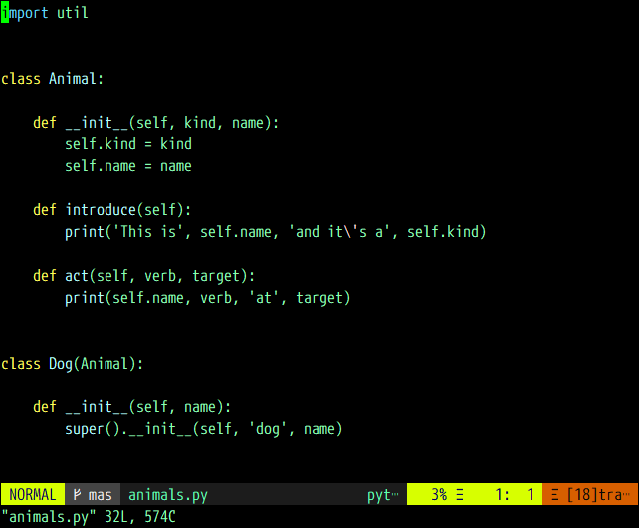 import util
class Animal:
def __init__(self, kind, name):
self.kind = kind
self.name = name
def introduce(self):
print('This is', self.name, 'and it\'s a', self.kind)
def act(self, verb, target):
print(self.name, verb, 'at', target)
class Dog(Animal):
def __init__(self, name):
super().__init__(self, 'dog', name)
NORMAL ᚠ mas animals.py pyt… 3% Ξ 1: 1 Ξ [18]tra…
"animals.py" 32L, 574C